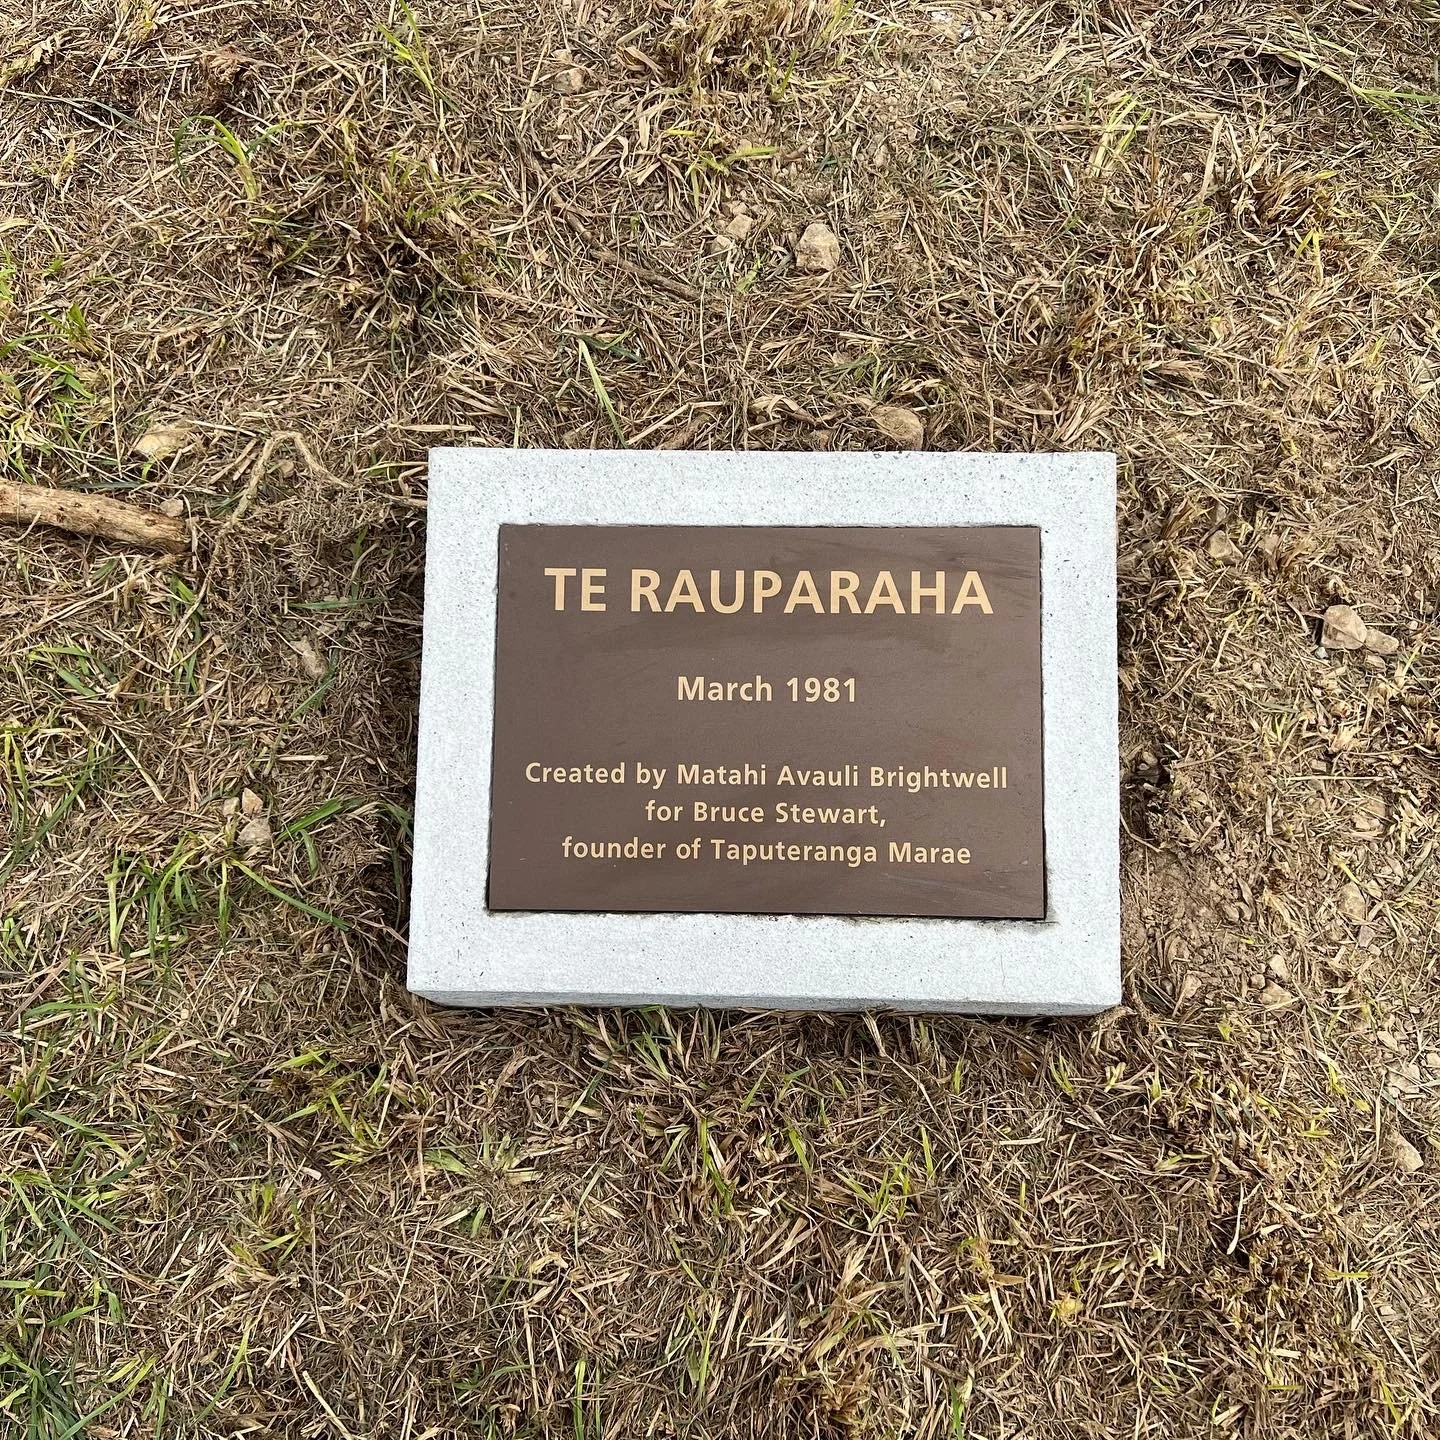 TE RAUPARAHA
March 1981
Created by Matahi Avauli Brightwell
for Bruce Stewart,
founder of Taputeranga Marae